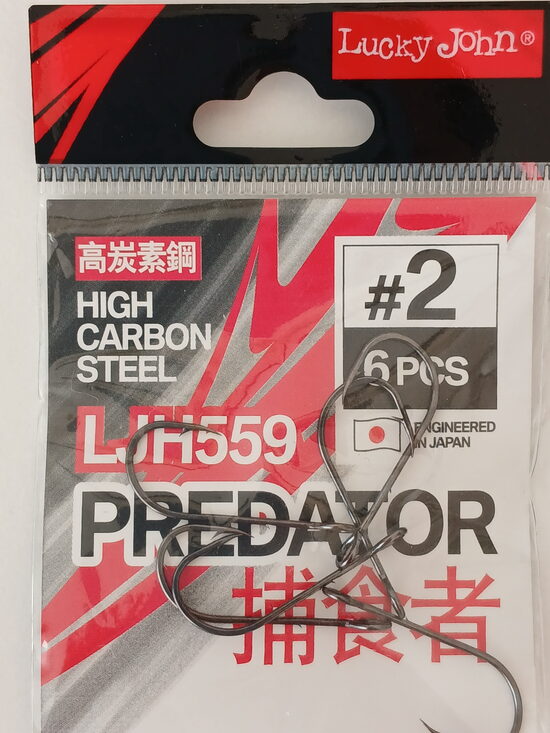 Lucky John®
高炭素鋼
HIGH
CARBON
STEEL
#2
6 PCS
LJH559
ENGINEERED
IN JAPAN
PREDATOR
捕食者